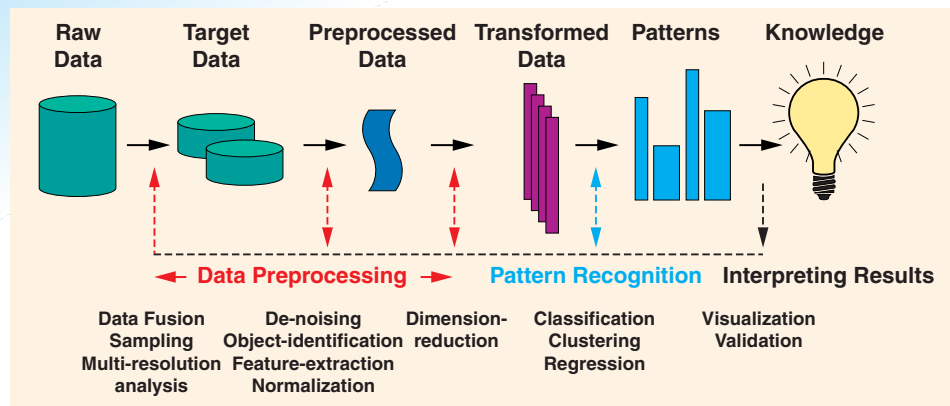 Raw
Data
Target
Data
Preprocessed
Data
Transformed
Data
Patterns
Knowledge
Data Preprocessing
Pattern Recognition
Interpreting Results
Data Fusion
Sampling
Multi-resolution
analysis
De-noising
Object-identification
Feature-extraction
Normalization
Dimension-
reduction
Classification
Clustering
Regression
Visualization
Validation